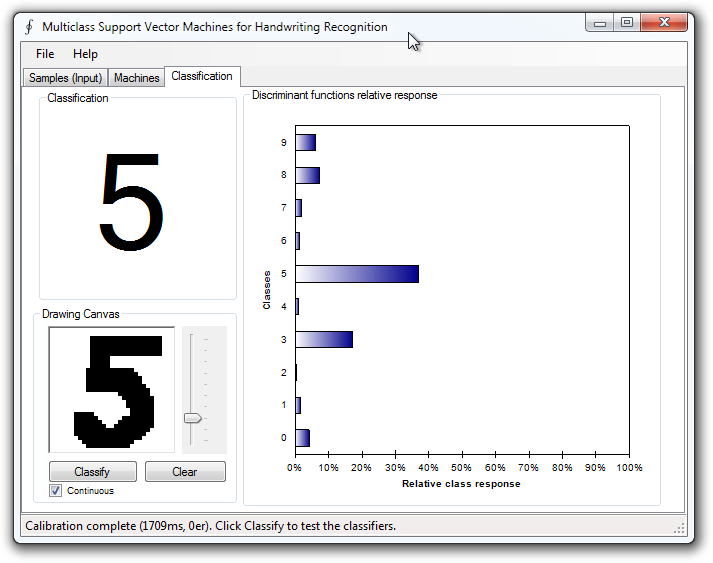 Multiclass Support Vector Machines for Handwriting Recognition
File Help
Samples (Input) Machines Classification
Classification
5
Drawing Canvas
5
Classify Clear
Continuous
Discriminant functions relative response
Classes
9
8
7
6
5
4
3
2
1
0
0% 10% 20% 30% 40% 50% 60% 70% 80% 90% 100%
Relative class response
Calibration complete (1709ms, 0er). Click Classify to test the classifiers.